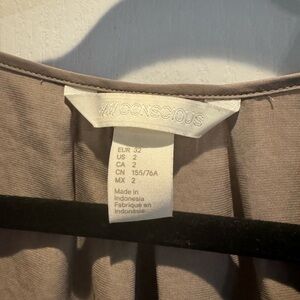 H&M CONSCIOUS
EUR 32
US 2
CA 2
CN 155/76A
MX 2
Made in
Indonesia
Fabriqué en
Indonésie